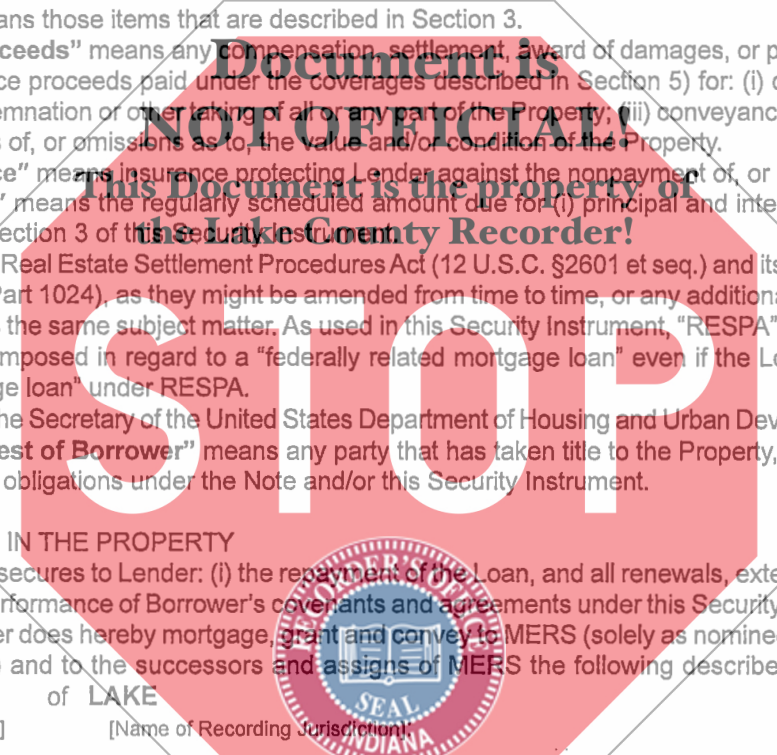 ans those items that are described in Section 3.
ceeds” means any compensation, settlement, award of damages, or p
ce proceeds paid under the coverages described in Section 5) for: (i)
emnation or other taking of all or any part of the Property; (iii) conveyanc
s of, or omissions as to, the value and/or condition of the Property.
ce” means insurance protecting Lender against the nonpayment of, or
” means the regularly scheduled amount due for (i) principal and inte
ection 3 of this Security Instrument.
Real Estate Settlement Procedures Act (12 U.S.C. §2601 et seq.) and its
Part 1024), as they might be amended from time to time, or any additiona
s the same subject matter. As used in this Security Instrument, “RESPA”
mposed in regard to a “federally related mortgage loan” even if the Lo
ge loan” under RESPA.
he Secretary of the United States Department of Housing and Urban Dev
est of Borrower” means any party that has taken title to the Property,
obligations under the Note and/or this Security Instrument.
IN THE PROPERTY
secures to Lender: (i) the repayment of the Loan, and all renewals, exte
erformance of Borrower's covenants and agreements under this Security
er does hereby mortgage, grant and convey to MERS (solely as nomine
and to the successors and assigns of MERS the following describe
of LAKE
] [Name of Recording Jurisdiction]:
Document is
NOT OFFICIAL!
This Document is the property of
the Lake County Recorder!
STOP
RECORDER'S OFFICE
SEAL
INDIANA